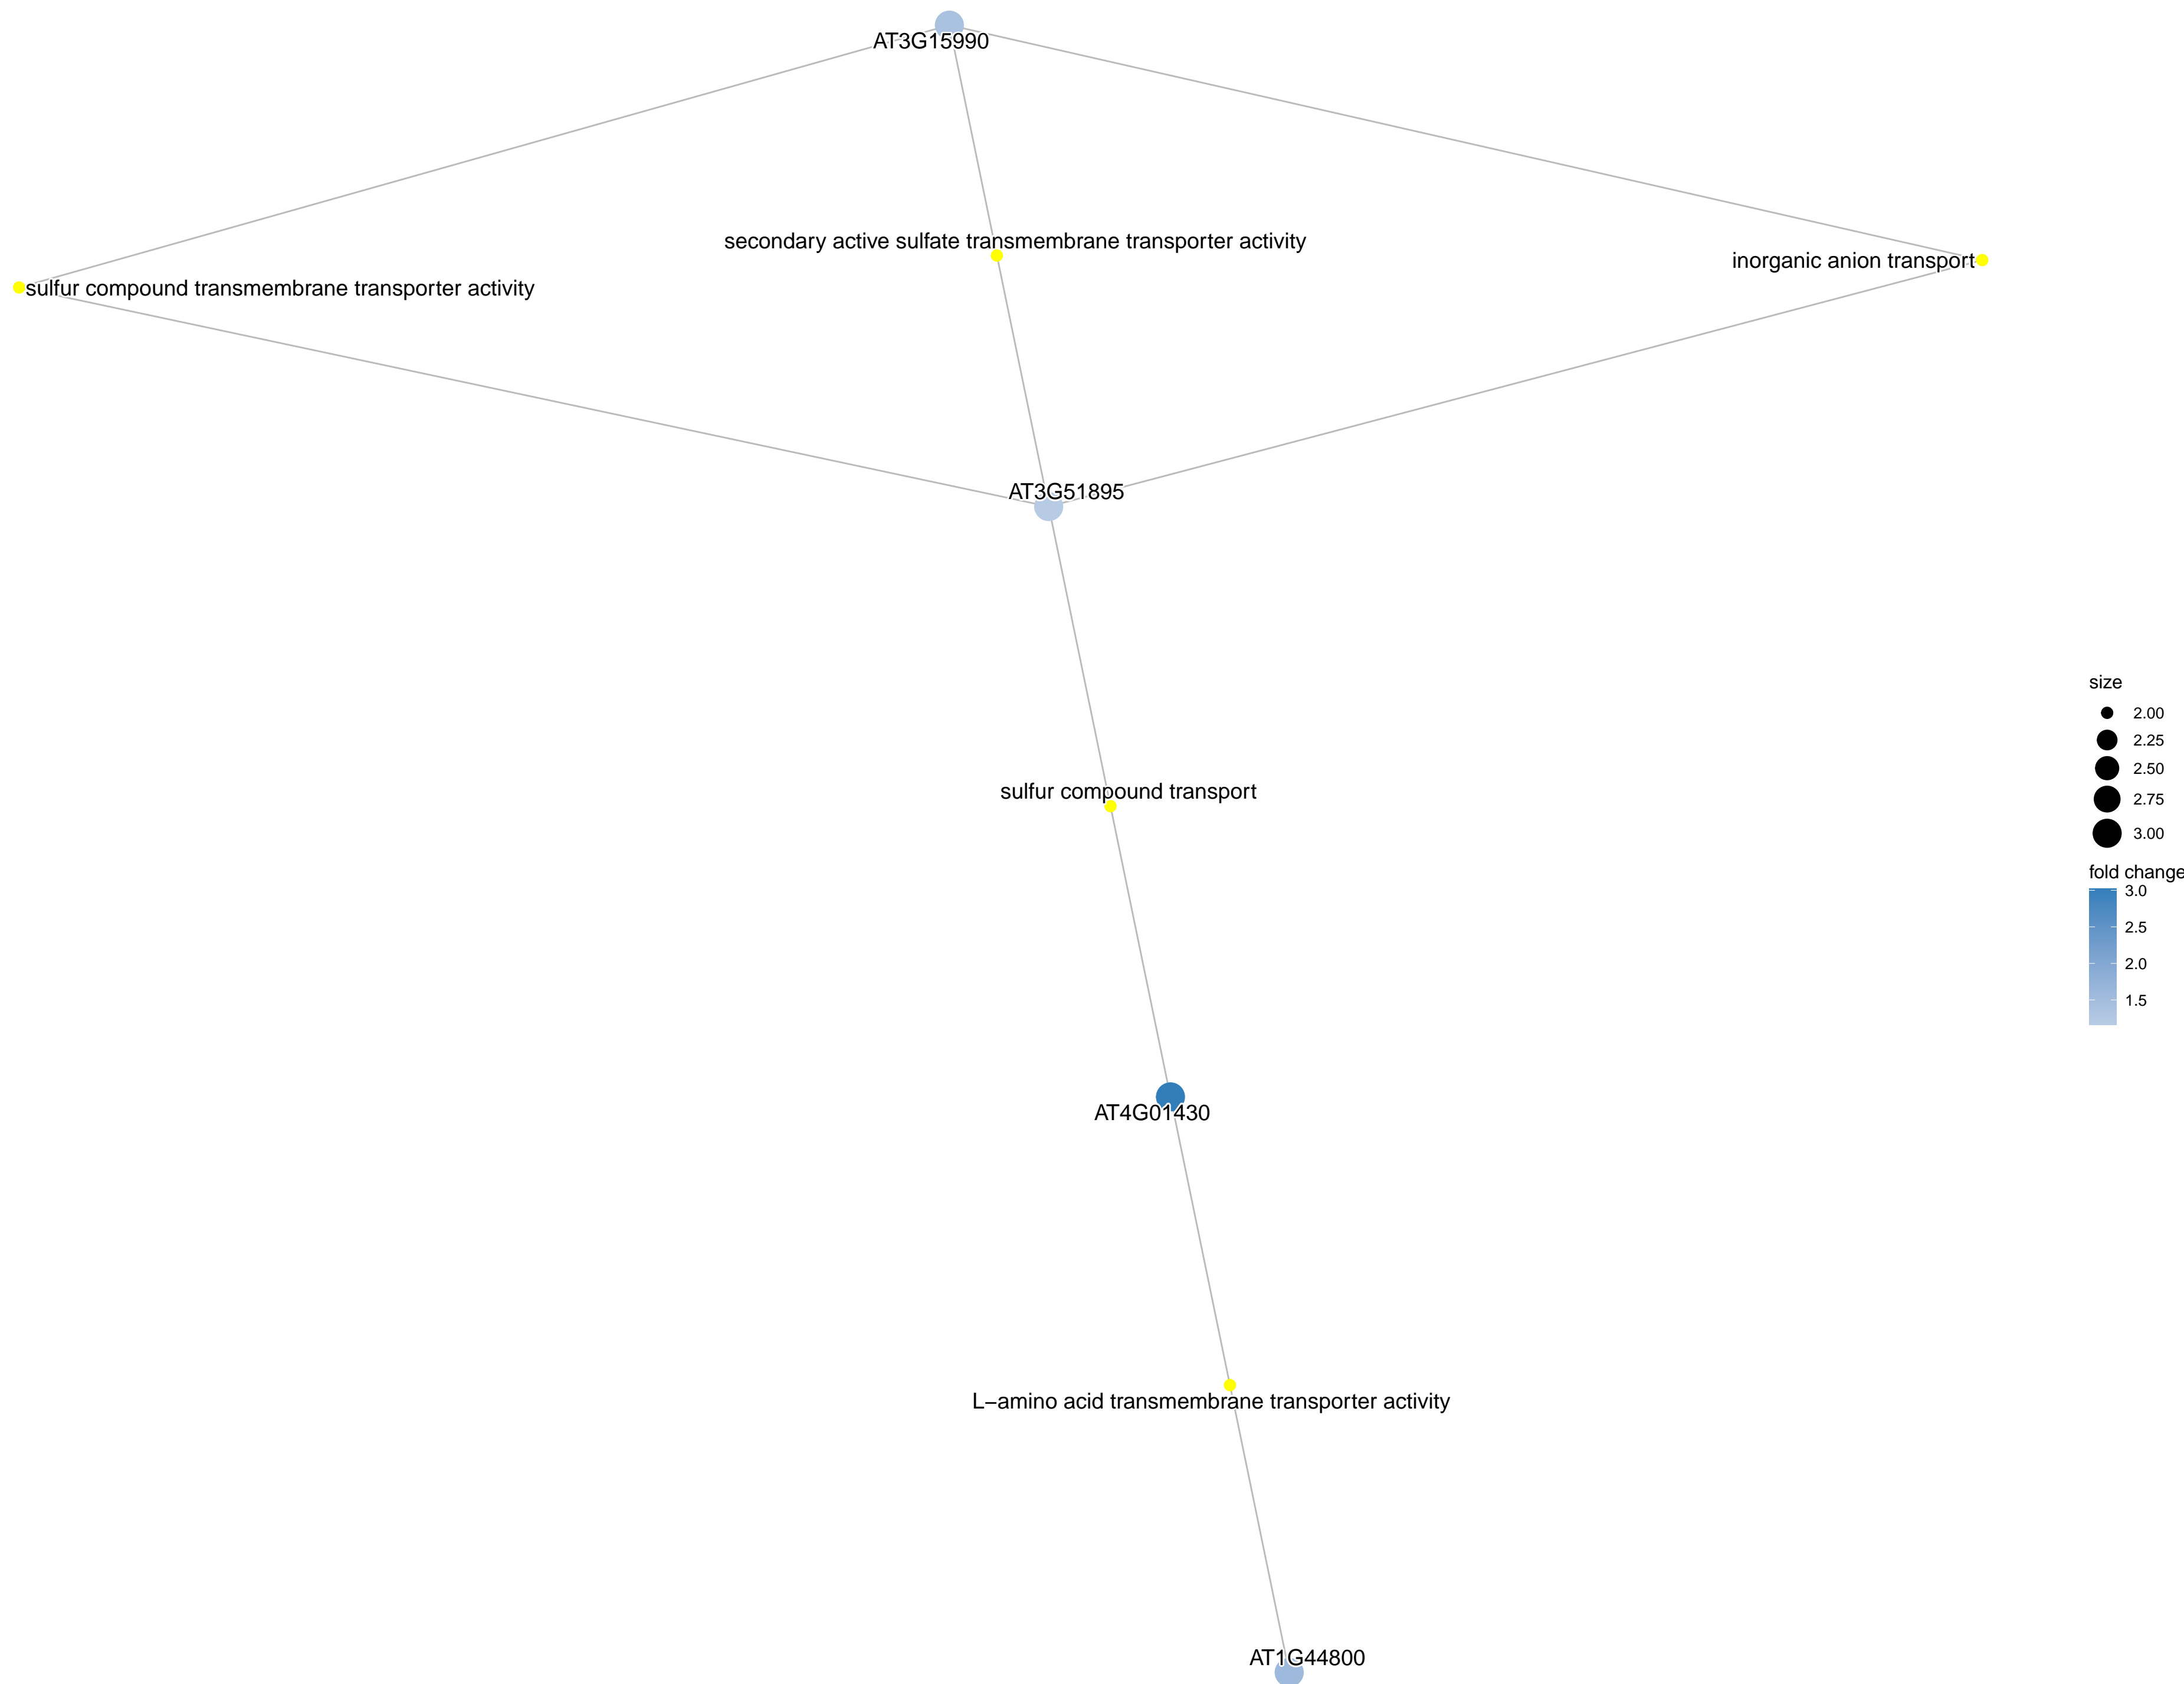 AT3G15990
secondary active sulfate transmembrane transporter activity
inorganic anion transport
sulfur compound transmembrane transporter activity
AT3G51895
sulfur compound transport
AT4G01430
L−amino acid transmembrane transporter activity
AT1G44800
size
2.00
2.25
2.50
2.75
3.00
fold change
3.0
2.5
2.0
1.5